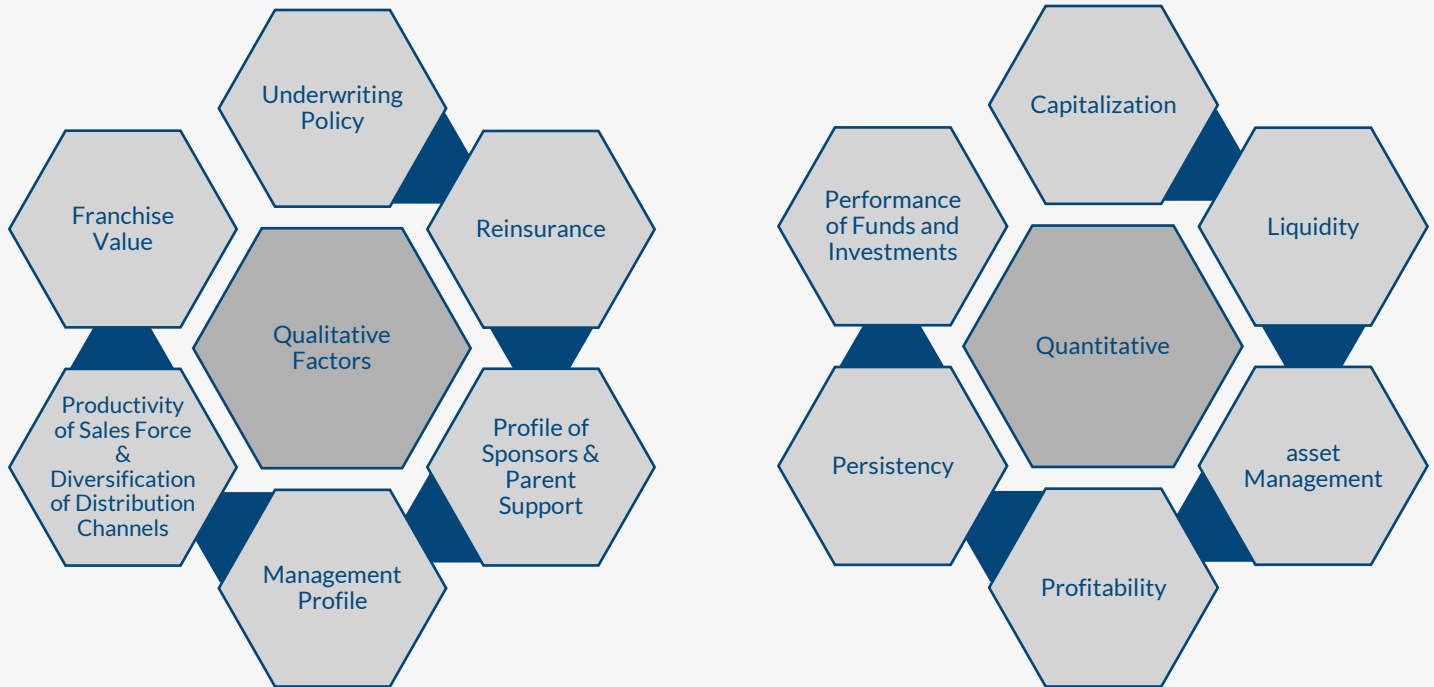 Underwriting
Policy
Reinsurance
Profile of
Sponsors &
Parent
Support
Management
Profile
Productivity
of Sales Force
&
Diversification
of Distribution
Channels
Franchise
Value
Qualitative
Factors
Capitalization
Liquidity
asset
Management
Profitability
Persistency
Performance
of Funds and
Investments
Quantitative